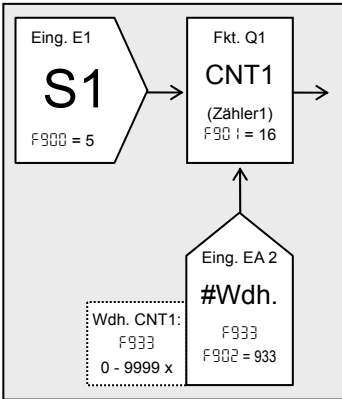 Eing. E1
S1
F900 = 5
Fkt. Q1
CNT1
(Zähler1)
F901 = 16
Eing. EA 2
#Wdh.
F933
F902 = 933
Wdh. CNT1:
F933
0 - 9999 x